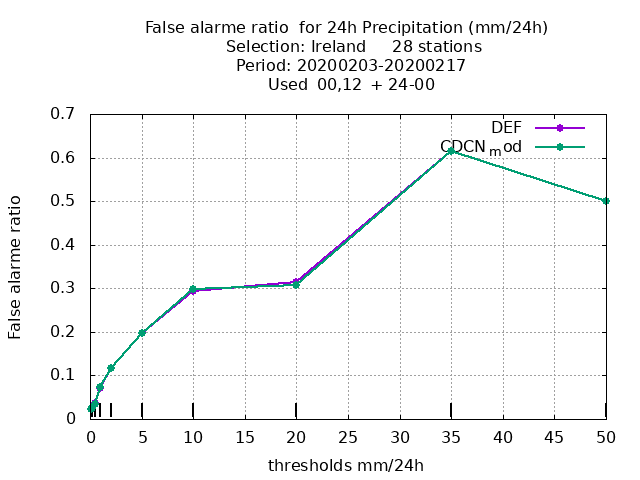 False alarme ratio  for 24h Precipitation (mm/24h)
Selection: Ireland     28 stations
Period: 20200203-20200217
Used  00,12  + 24-00
DEF
CDCN_mod
0.7
0.6
0.5
0.4
0.3
0.2
0.1
0
False alarme ratio
0 5 10 15 20 25 30 35 40 45 50
thresholds mm/24h